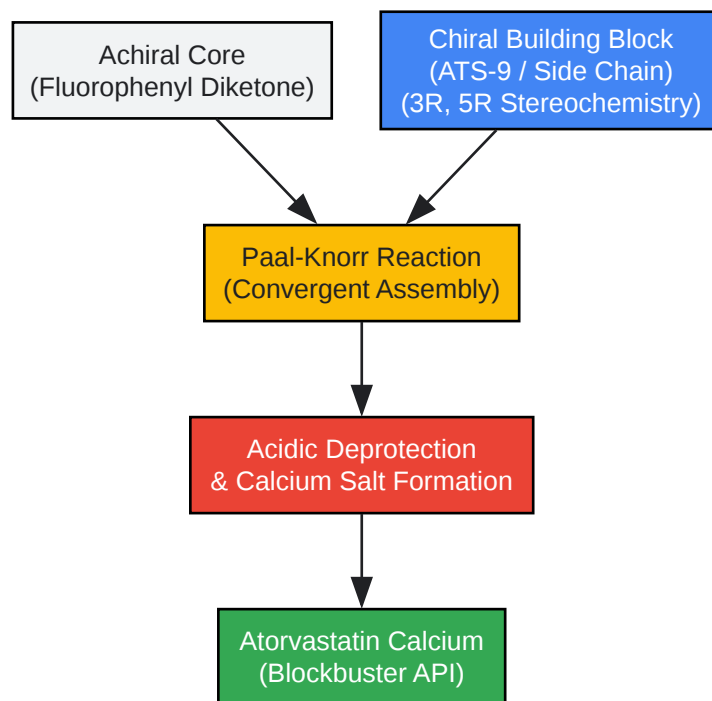 Achiral Core
(Fluorophenyl Diketone)
Chiral Building Block
(ATS-9 / Side Chain)
(3R, 5R Stereochemistry)
Paal-Knorr Reaction
(Convergent Assembly)
Acidic Deprotection
& Calcium Salt Formation
Atorvastatin Calcium
(Blockbuster API)